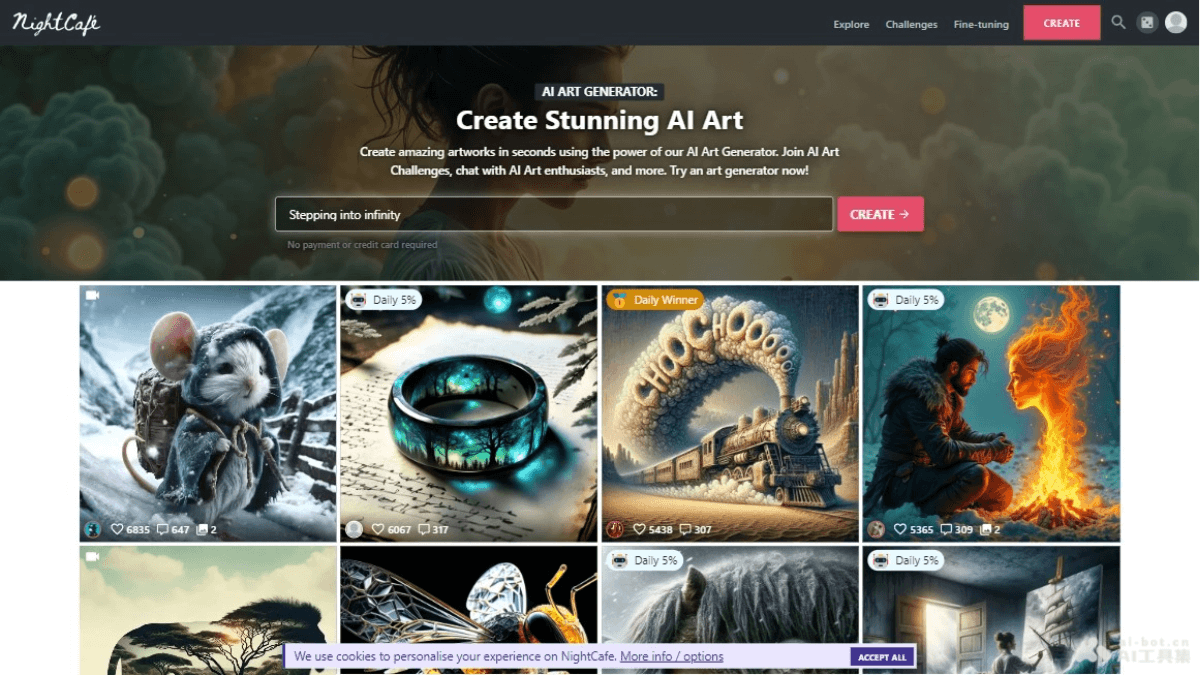 NightCafé
Explore Challenges Fine-tuning CREATE
AI ART GENERATOR:
Create Stunning AI Art
Create amazing artworks in seconds using the power of our AI Art Generator. Join AI Art
Challenges, chat with AI Art enthusiasts, and more. Try an art generator now!
Stepping into infinity
CREATE →
No payment or credit card required
Daily 5%
Daily Winner
Daily 5%
CHOOCHOOOOO
6835 647 2
6067 317
5438 307
5365 309 2
Daily 5%
Daily 5%
We use cookies to personalise your experience on NightCafe. More info / options
ACCEPT ALL
ai-bot.cn
AI工具集